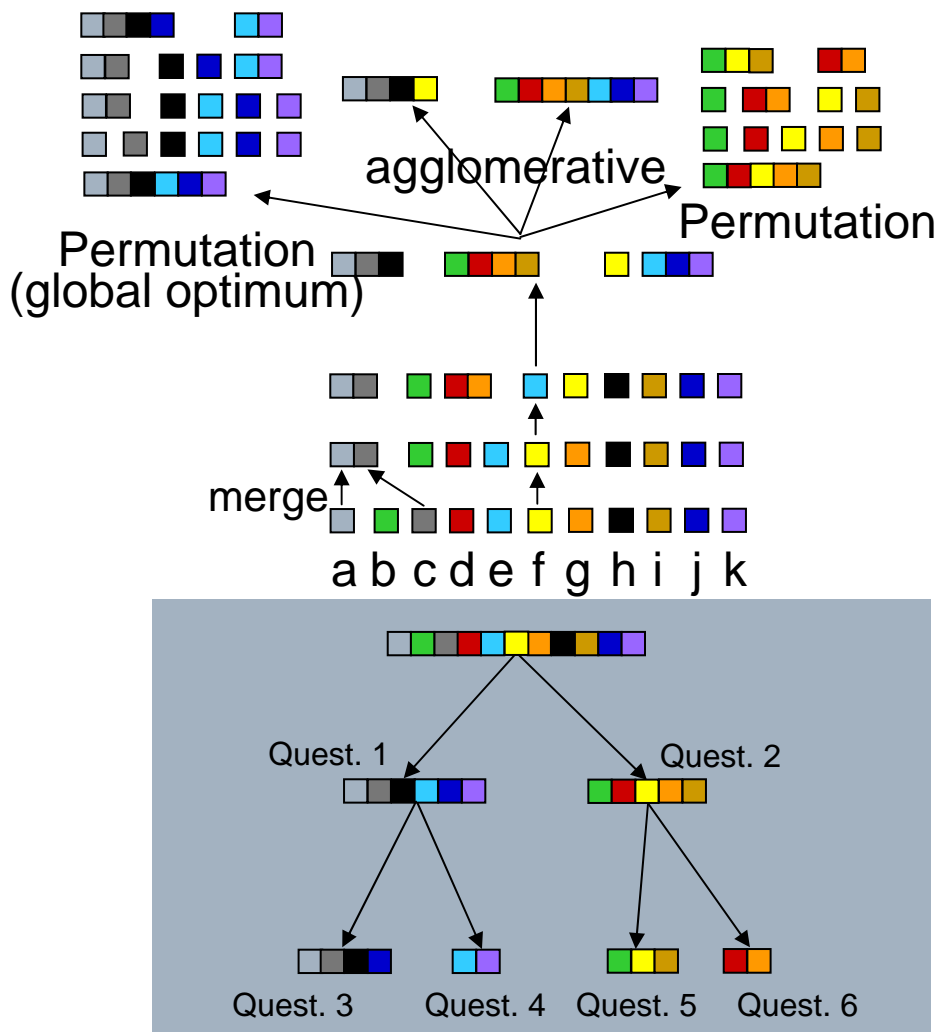 agglomerative
Permutation
(global optimum)
Permutation
merge
a b c d e f g h i j k
Quest. 1
Quest. 2
Quest. 3
Quest. 4
Quest. 5
Quest. 6